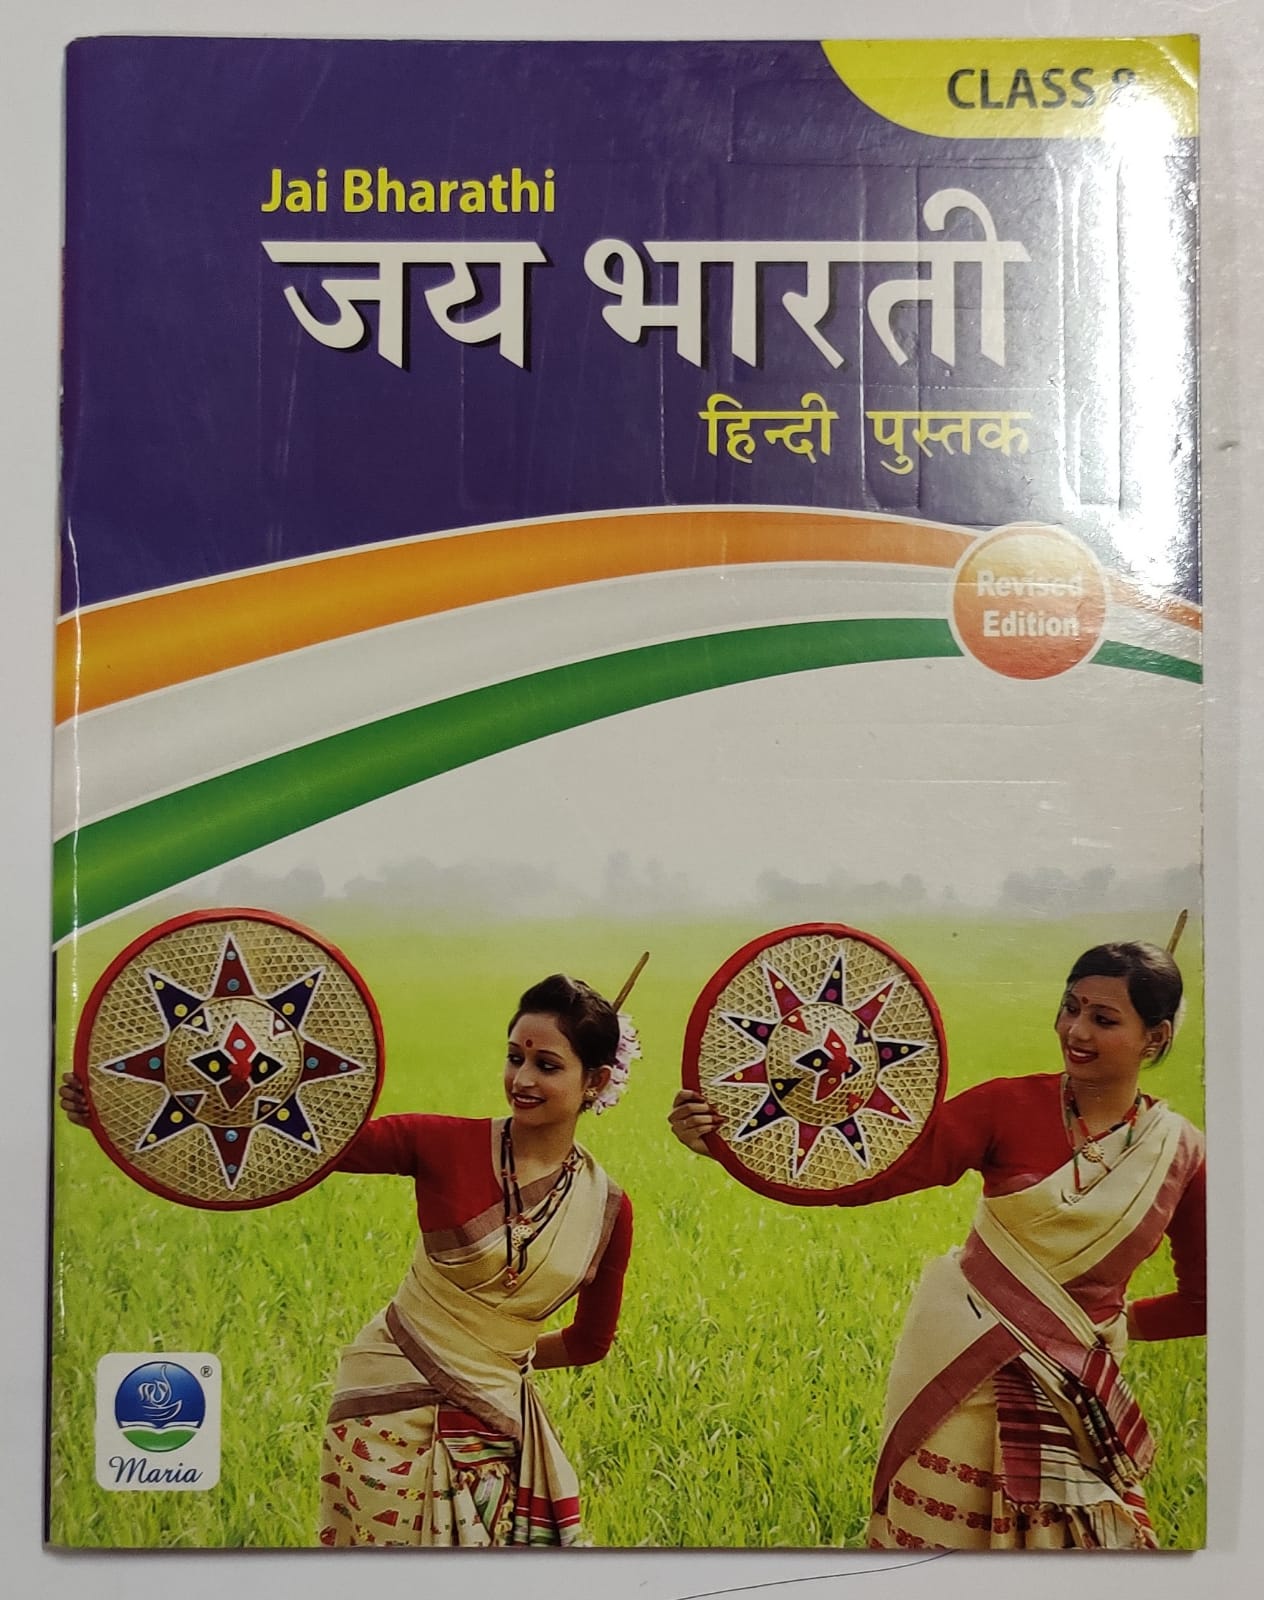 CLASS
Jai Bharathi
जय भारती
हिन्दी पुस्तक
Revised
Edition
®
Maria